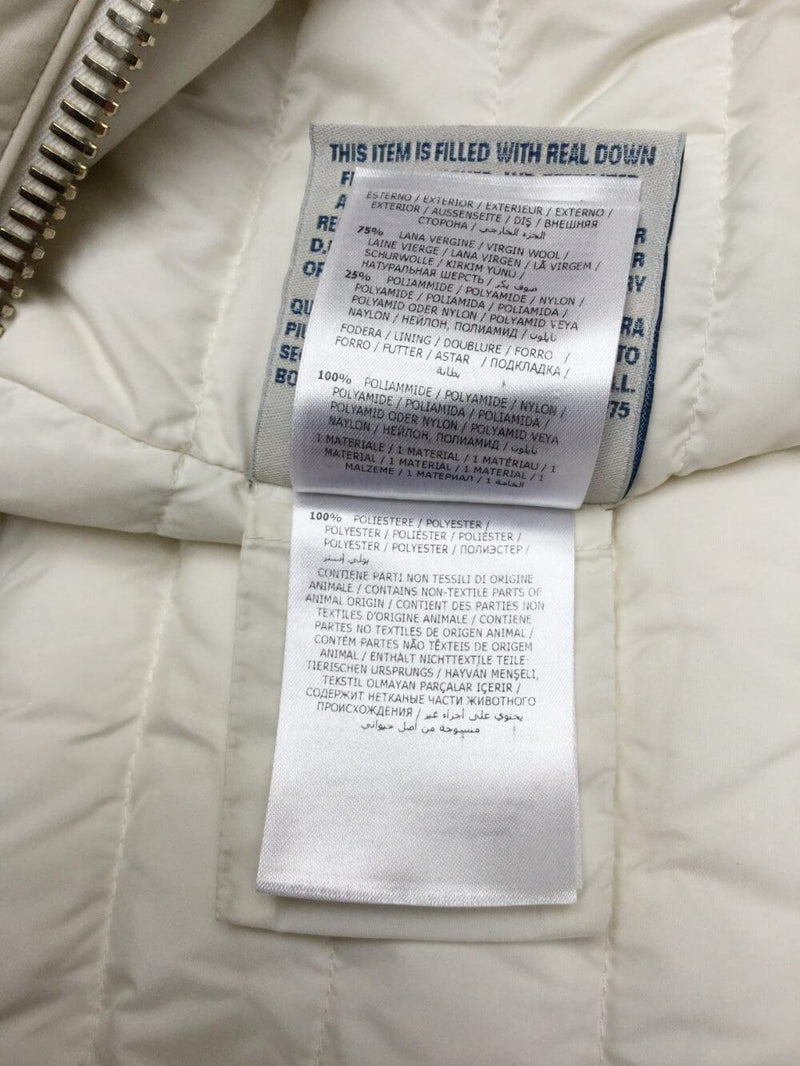 THIS ITEM IS FILLED WITH REAL DOWN
ESTERNO / EXTERIOR / EXTERIEUR / EXTERNO /
EXTERIOR / AUSSENSEITE / DIŞ / ВНЕШНЯЯ
СТОРОНА / الجزء الخارجي
75% LANA VERGINE / VIRGIN WOOL /
LAINE VIERGE / LANA VIRGEN / LÃ VIRGEM /
SCHURWOLLE / KIRKIM YÜNÜ /
НАТУРАЛЬНАЯ ШЕРСТЬ / صوف بكر
25% POLIAMMIDE / POLYAMIDE / NYLON /
POLYAMIDE / POLIAMIDA / POLIAMIDA /
POLYAMID ODER NYLON / POLYAMID VEYA
NAYLON / НЕЙЛОН, ПОЛИАМИД / نايلون
FODERA / LINING / DOUBLURE / FORRO /
FORRO / FUTTER / ASTAR / ПОДКЛАДКА /
بطانة
100% POLIAMMIDE / POLYAMIDE / NYLON /
POLYAMIDE / POLIAMIDA / POLIAMIDA /
POLYAMID ODER NYLON / POLYAMID VEYA
NAYLON / НЕЙЛОН, ПОЛИАМИД / نايلون
1 MATERIALE / 1 MATERIAL / 1 MATÉRIAU / 1
MATERIAL / 1 MATERIAL / 1 MATERIAL / 1
MALZEME / 1 МАТЕРИАЛ / 1 الخامة
RA
TO
LL.
75
100% POLIESTERE / POLYESTER /
POLYESTER / POLIÉSTER / POLIÉSTER /
POLYESTER / POLYESTER / ПОЛИЭСТЕР /
بولي أستر
CONTIENE PARTI NON TESSILI DI ORIGINE
ANIMALE / CONTAINS NON-TEXTILE PARTS OF
ANIMAL ORIGIN / CONTIENT DES PARTIES NON
TEXTILES D'ORIGINE ANIMALE / CONTIENE
PARTES NO TEXTILES DE ORIGEN ANIMAL /
CONTÉM PARTES NÃO TÊXTEIS DE ORIGEM
ANIMAL / ENTHÄLT NICHTTEXTILE TEILE
TIERISCHEN URSPRUNGS / HAYVAN MENŞELİ,
TEKSTIL OLMAYAN PARÇALAR IÇERIR /
СОДЕРЖИТ НЕТКАНЫЕ ЧАСТИ ЖИВОТНОГО
ПРОИСХОЖДЕНИЯ / يحتوي على أجزاء غير
منسوجة من أصل حيواني